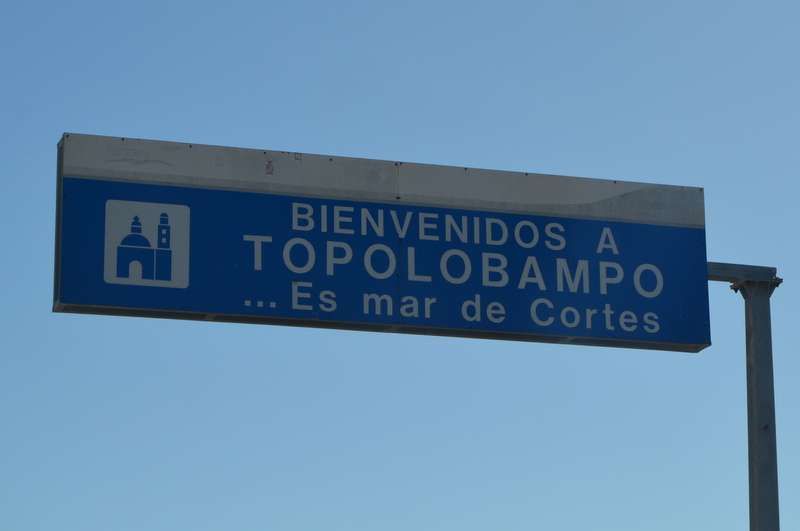 BIENVENIDOS A
TOPOLOBAMPO
... Es mar de Cortes